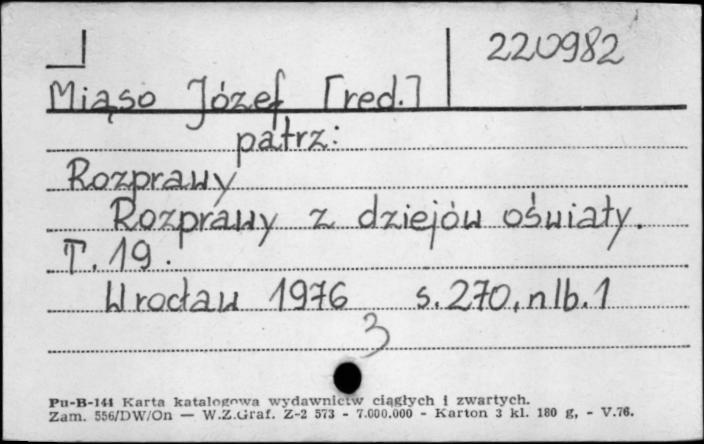 220982
Miąso Józef [red.]
patrz:
Rozprawy
Rozprawy z dziejów oświaty.
T. 19.
Wrocław 1976 s. 270, nlb. 1
3
Pu-B-144 Karta katalogowa wydawnictw ciągłych i zwartych.
Zam. 556/DW/On — W.Z.Graf. Z-2 573 - 7.000.000 - Karton 3 kl. 180 g, - V.76.